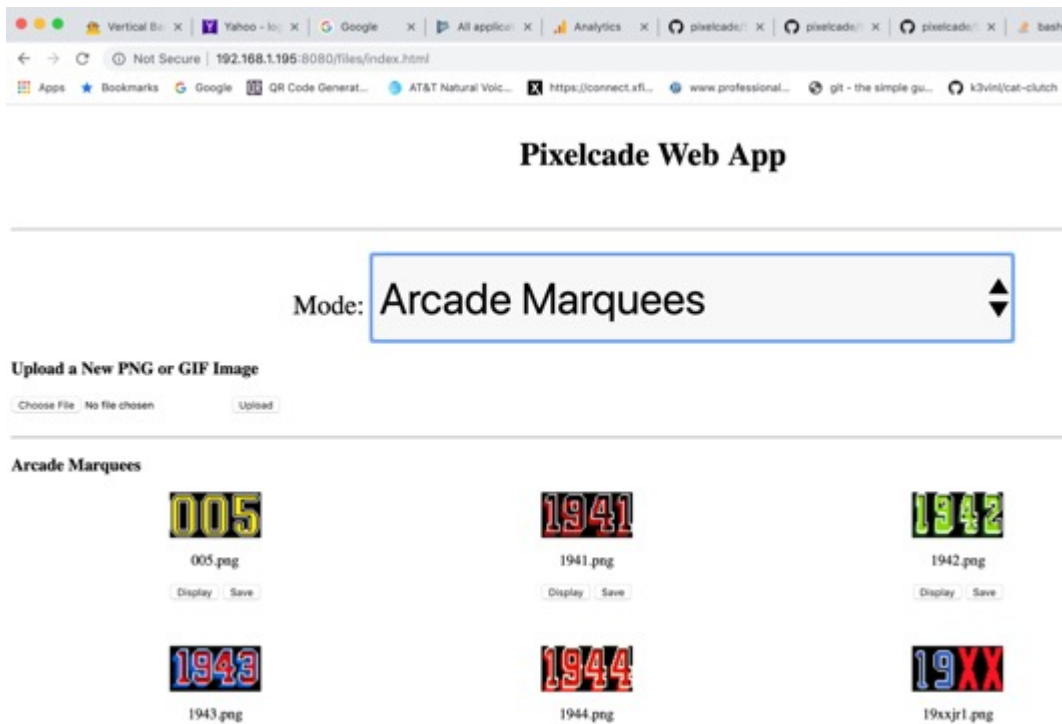 Vertical Ba
Yahoo - log
Google
All applicat
Analytics
pixelcade/
pixelcade/
pixelcade/
bash
Not Secure | 192.168.1.195:8080/files/index.html
Apps
Bookmarks
Google
QR Code Generat...
AT&T Natural Voic...
https://connect.xfi...
www.professional...
git - the simple gu...
k3vinl/cat-clutch
Pixelcade Web App
Mode: Arcade Marquees
Upload a New PNG or GIF Image
Choose File No file chosen Upload
Arcade Marquees
005 1941 1942
005.png 1941.png 1942.png
Display Save Display Save Display Save
1943 1944 19XX
1943.png 1944.png 19xxjr1.png